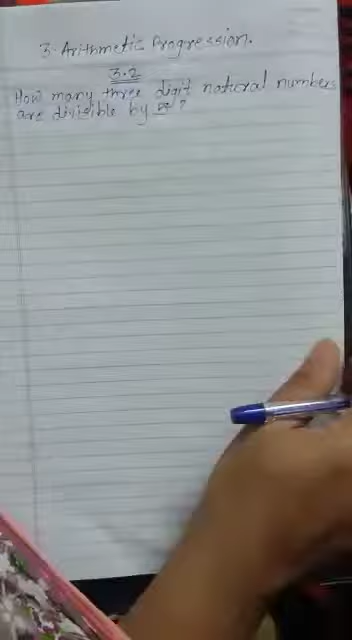 3. Arithmetic Progression.
3.2
How many three digit natural numbers
are divisible by ?